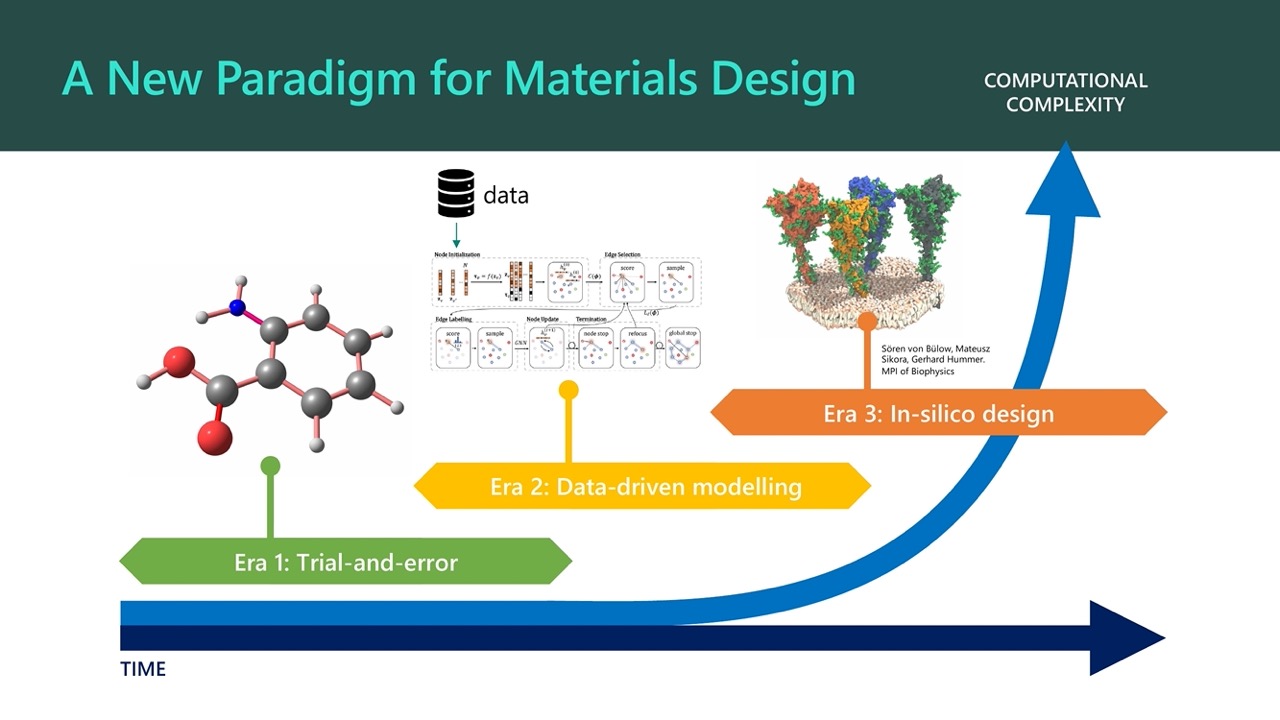 A New Paradigm for Materials Design
COMPUTATIONAL
COMPLEXITY
data
Node Initialisation
Edge Selection
score
sample
Edge Labelling
Node Update
Termination
score
sample
GNN
node stop
refocus
global stop
Sören von Bülow, Mateusz
Sikora, Gerhard Hummer.
MPI of Biophysics
Era 3: In-silico design
Era 2: Data-driven modelling
Era 1: Trial-and-error
TIME